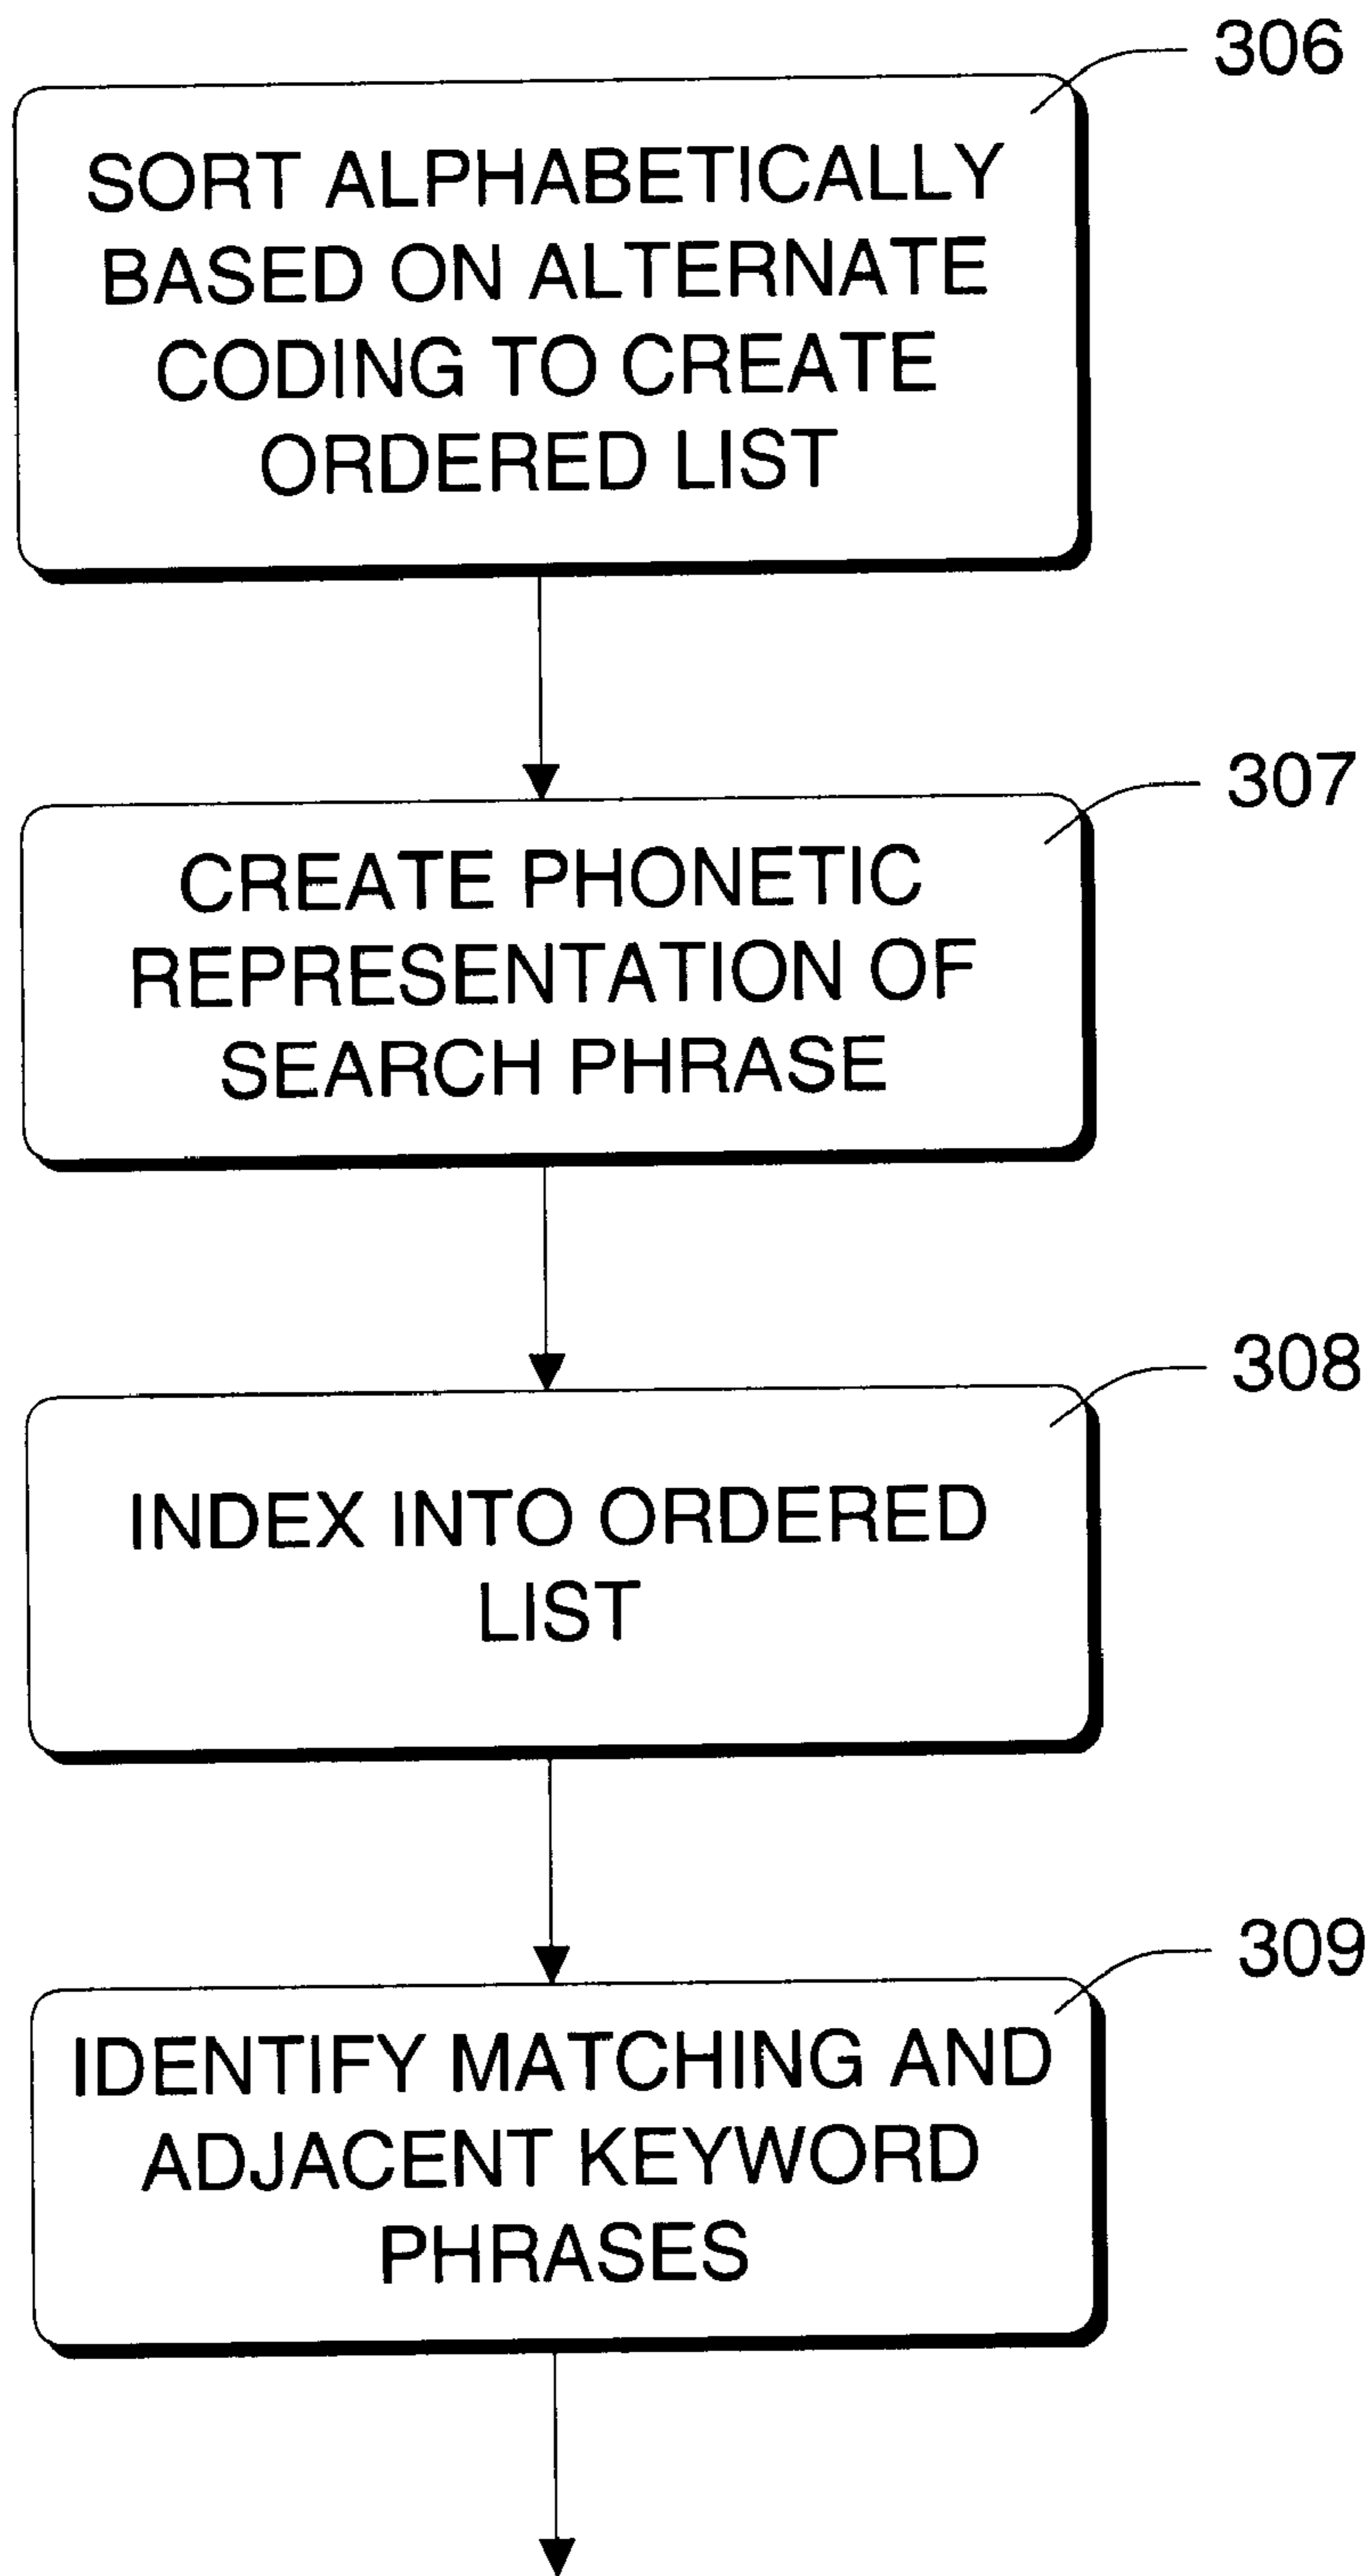 306
SORT ALPHABETICALLY
BASED ON ALTERNATE
CODING TO CREATE
ORDERED LIST
307
CREATE PHONETIC
REPRESENTATION OF
SEARCH PHRASE
308
INDEX INTO ORDERED
LIST
309
IDENTIFY MATCHING AND
ADJACENT KEYWORD
PHRASES